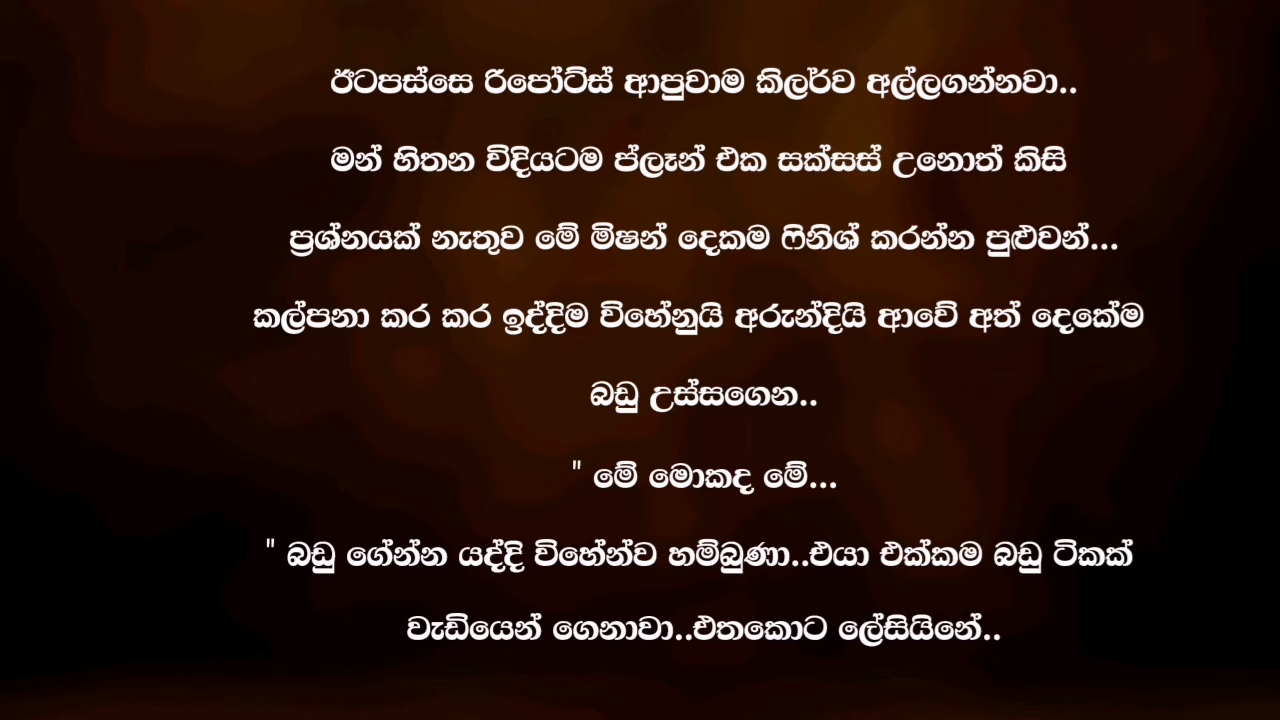 ඊටපස්සෙ රිපෝට්ස් ආපුවාම කිලර්ව අල්ලගන්නවා..
මන් හිතන විදියටම ප්ලෑන් එක සක්සස් උනොත් කිසි
ප්‍රශ්නයක් නැතුව මේ මිෂන් දෙකම ෆිනිශ් කරන්න පුළුවන්...
කල්පනා කර කර ඉද්දිම විහේනුයි අරුන්දියි ආවේ අත් දෙකේම
බඩු උස්සගෙන..
" මේ මොකද මේ...
" බඩු ගේන්න යද්දි විහේන්ව හම්බුණා..එයා එක්කම බඩු ටිකක්
වැඩියෙන් ගෙනාවා..එතකොට ලේසියිනේ..